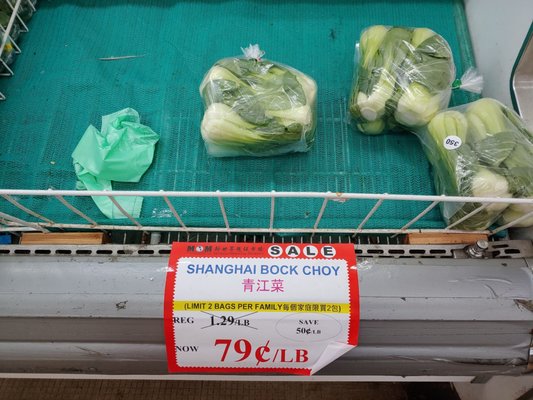 350
SALE
SHANGHAI BOCK CHOY
青江菜
(LIMIT 2 BAGS PER FAMILY每個家庭限買2包)
REG 1.29/LB
SAVE
50¢/LB
NOW 79¢/LB